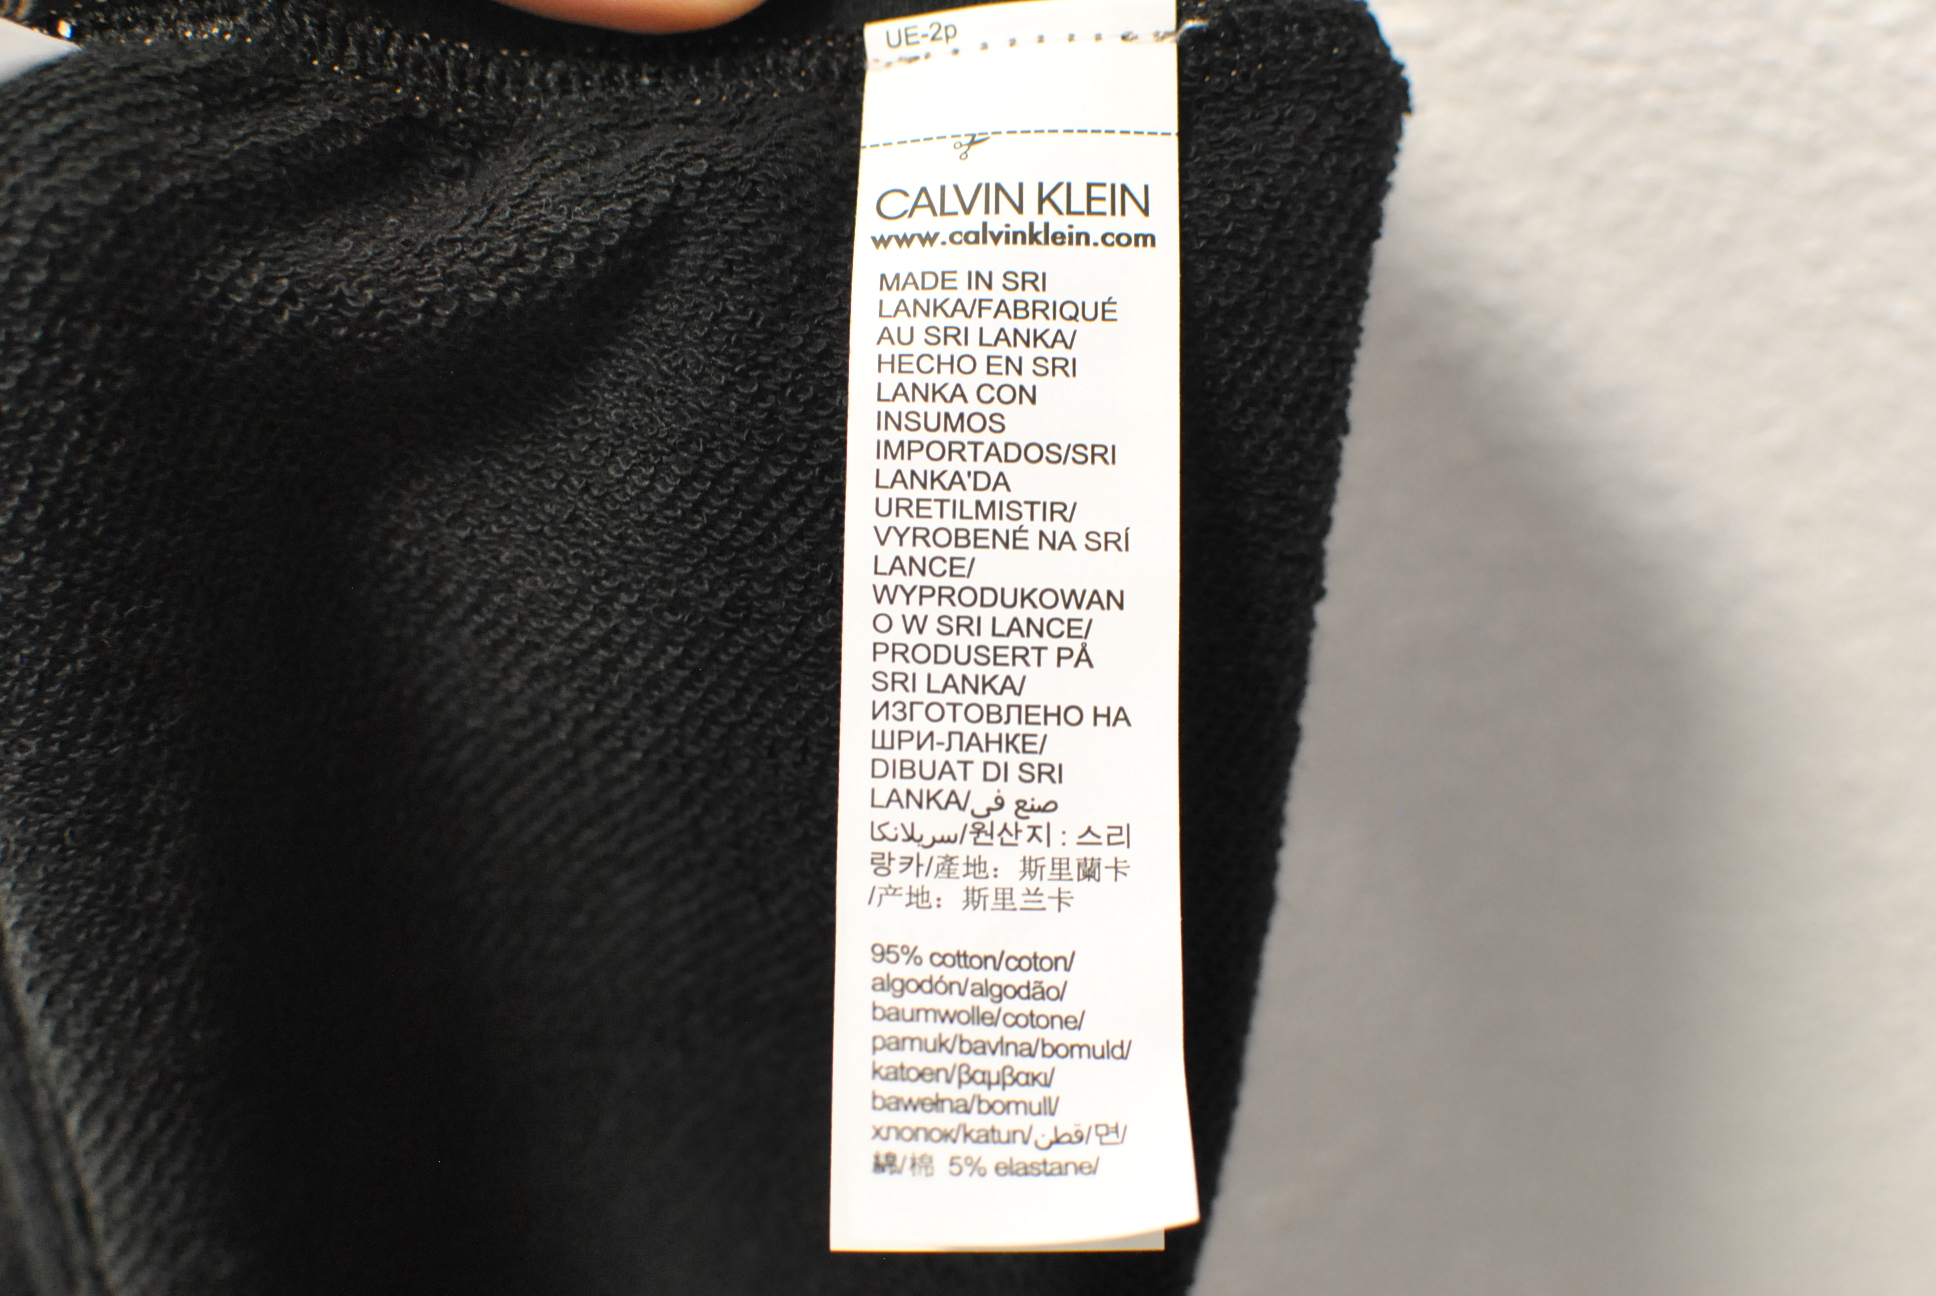 UE-2p
CALVIN KLEIN
www.calvinklein.com
MADE IN SRI
LANKA/FABRIQUÉ
AU SRI LANKA/
HECHO EN SRI
LANKA CON
INSUMOS
IMPORTADOS/SRI
LANKA'DA
URETILMISTIR/
VYROBENÉ NA SRÍ
LANCE/
WYPRODUKOWAN
O W SRI LANCE/
PRODUSERT PÅ
SRI LANKA/
ИЗГОТОВЛЕНО НА
ШРИ-ЛАНКЕ/
DIBUAT DI SRI
LANKA/صنع في
سريلانكا/원산지 : 스리
랑카/產地：斯里蘭卡
/产地：斯里兰卡
95% cotton/coton/
algodón/algodão/
baumwolle/cotone/
pamuk/bavlna/bomuld/
katoen/βαμβακι/
bawełna/bomull/
хлопок/katun/قطن/면/
綿/棉 5% elastane/